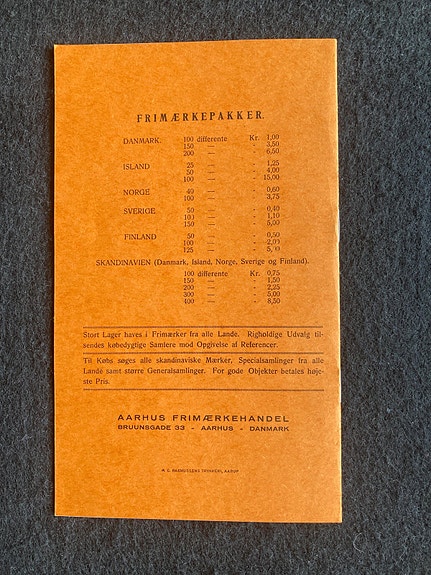 FRIMÆRKEPAKKER.
DANMARK. 100 differente Kr. 1,00
150 — - 3,50
200 — - 6,50
ISLAND 25 — - 1,25
50 — - 4,00
100 — - 15,00
NORGE 40 — - 0,60
100 — - 3,75
SVERIGE 50 — - 0,40
100 — - 1,10
150 — - 5,00
FINLAND 50 — - 0,50
100 — - 2,00
125 — -
SKANDINAVIEN (Danmark, Island, Norge, Sverige og Finland).
100 differente Kr. 0,75
150 — - 1,50
200 — - 2,25
300 — - 5,00
400 — - 8,50
Stort Lager haves i Frimærker fra alle Lande. Righoldige Udvalg til-
sendes købedygtige Samlere mod Opgivelse af Referencer.
Til Købs søges alle skandinaviske Mærker, Specialsamlinger fra alle
Lande samt større Generalsamlinger. For gode Objekter betales høje-
ste Pris.
AARHUS FRIMÆRKEHANDEL
BRUUNSGADE 33 - AARHUS - DANMARK
RASMUSSENS TRYKKERI, AARUP